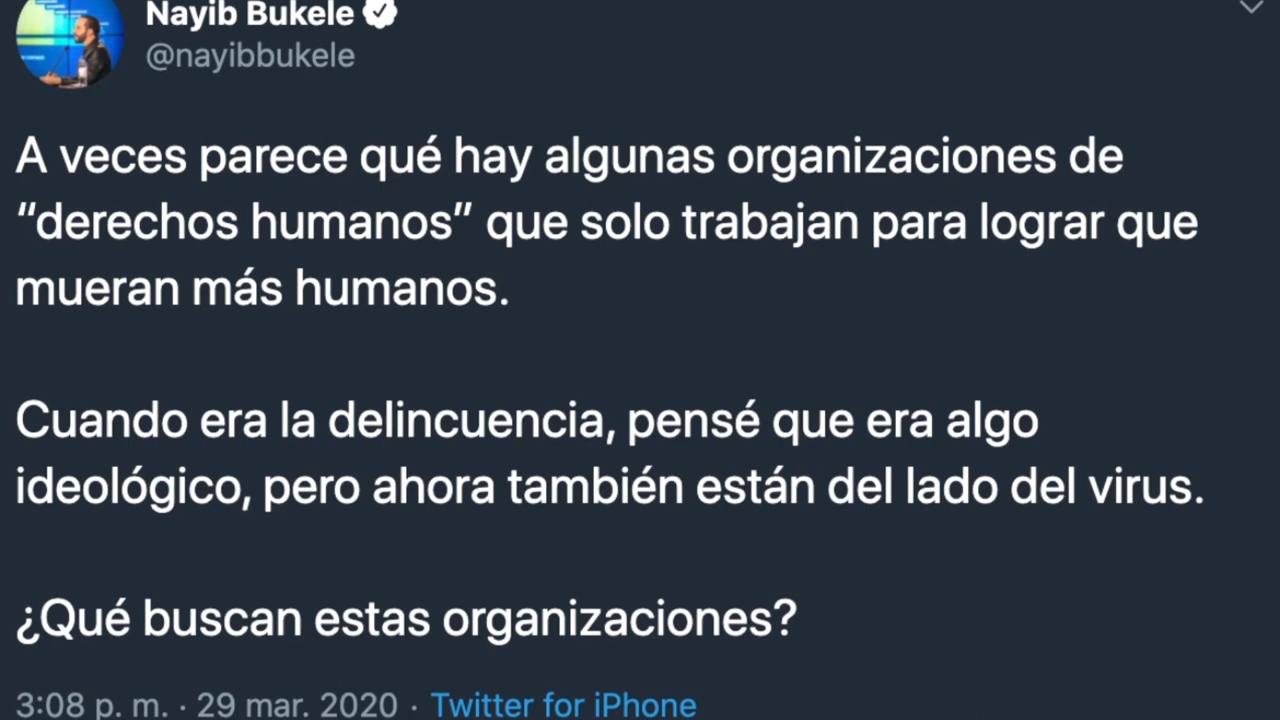 Nayib Bukele
@nayibbukele
A veces parece qué hay algunas organizaciones de
“derechos humanos” que solo trabajan para lograr que
mueran más humanos.
Cuando era la delincuencia, pensé que era algo
ideológico, pero ahora también están del lado del virus.
¿Qué buscan estas organizaciones?
3:08 p. m. · 29 mar. 2020 · Twitter for iPhone